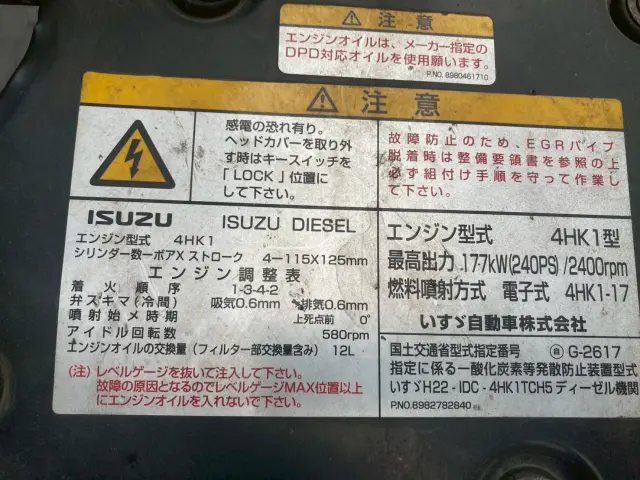 ⚠ 注意
エンジンオイルは、メーカー指定の
DPD対応オイルを使用願います。
P.NO. 8980461710
⚠ 注意
感電の恐れ有り。
ヘッドカバーを取り外
す時はキースイッチを
「LOCK」位置に
して下さい。
故障防止のため、EGRパイプ
脱着時は整備要領書を参照の上
必ず組付け手順を守って作業し
て下さい。
ISUZU ISUZU DIESEL
エンジン型式 4HK1
シリンダー数ーボアXストローク 4-115X125mm
エンジン調整表
着火順序 1-3-4-2
弁スキマ(冷間) 吸気0.6mm 排気0.6mm
噴射始メ時期 上死点前 0°
アイドル回転数 580rpm
エンジンオイルの交換量(フィルター部交換量含み) 12L
(注)レベルゲージを抜いて注入して下さい。
故障の原因となるのでレベルゲージMAX位置以上
にエンジンオイルを入れないで下さい。
エンジン型式 4HK1型
最高出力 177kW(240PS)/2400rpm
燃料噴射方式 電子式 4HK1-17
いすゞ自動車株式会社
国土交通省型式指定番号 自 G-2617
指定に係る一酸化炭素等発散防止装置型式
いすゞH22-IDC-4HK1TCH5ディーゼル機関
P.NO.8982782840